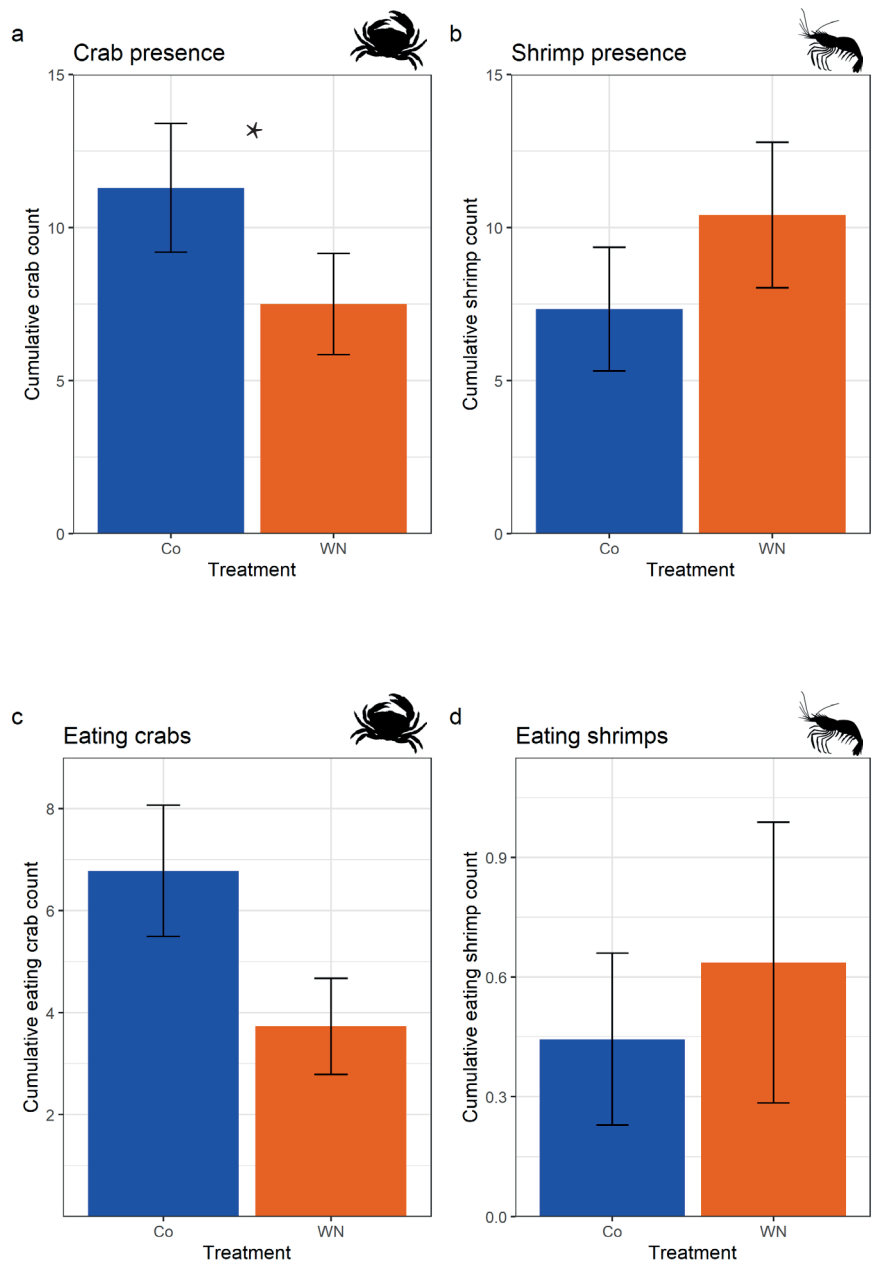 a
Crab presence
Cumulative crab count
15
10
5
0
*
Co
WN
Treatment
b
Shrimp presence
Cumulative shrimp count
15
10
5
0
Co
WN
Treatment
c
Eating crabs
Cumulative eating crab count
8
6
4
2
Co
WN
Treatment
d
Eating shrimps
Cumulative eating shrimp count
0.9
0.6
0.3
0.0
Co
WN
Treatment